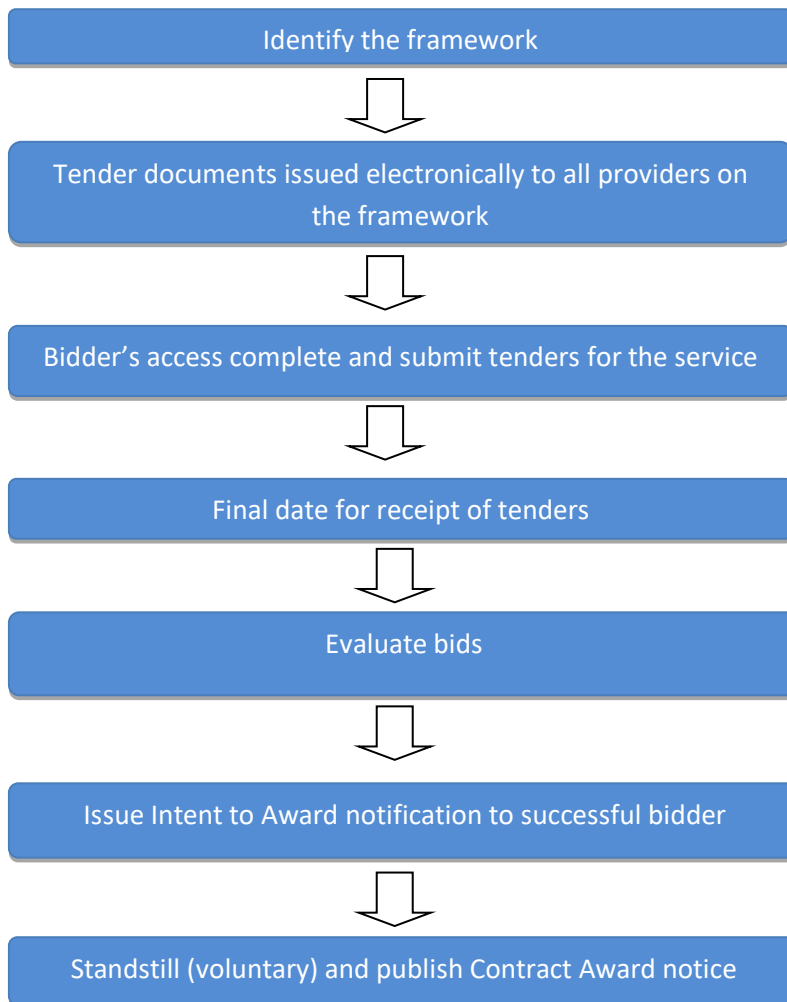 Identify the framework
Tender documents issued electronically to all providers on
the framework
Bidder’s access complete and submit tenders for the service
Final date for receipt of tenders
Evaluate bids
Issue Intent to Award notification to successful bidder
Standstill (voluntary) and publish Contract Award notice